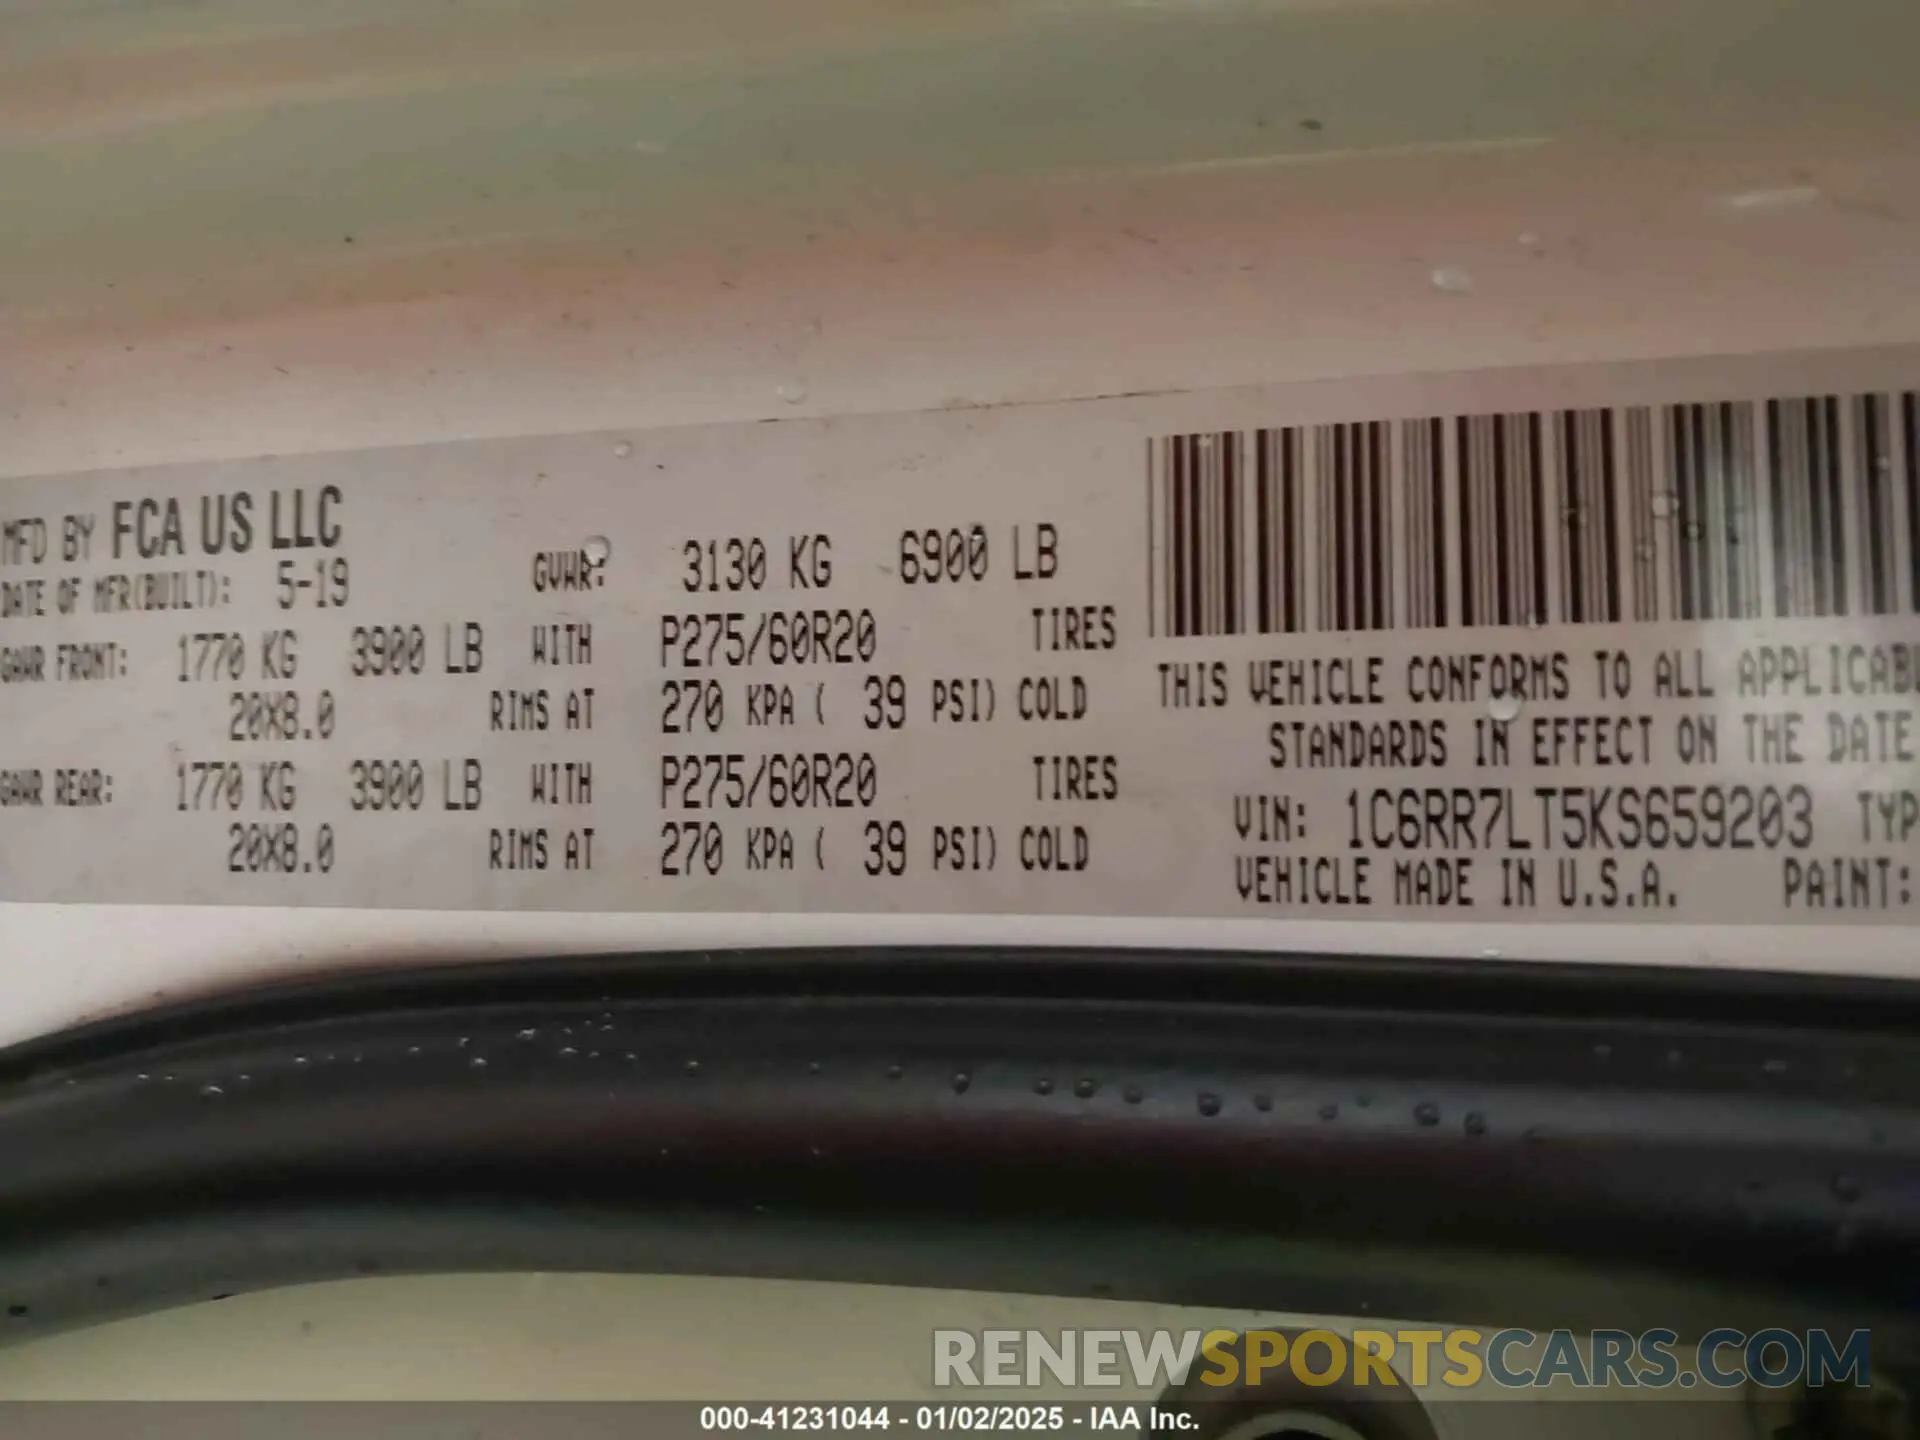 MFD BY FCA US LLC
DATE OF MFR(BUILT): 5-19
GVWR: 3130 KG 6900 LB
GAWR FRONT: 1770 KG 3900 LB WITH P275/60R20 TIRES
20X8.0 RIMS AT 270 KPA ( 39 PSI) COLD
GAWR REAR: 1770 KG 3900 LB WITH P275/60R20 TIRES
20X8.0 RIMS AT 270 KPA ( 39 PSI) COLD
THIS VEHICLE CONFORMS TO ALL APPLICABL
STANDARDS IN EFFECT ON THE DATE
VIN: 1C6RR7LT5KS659203 TYP
VEHICLE MADE IN U.S.A. PAINT:
RENEWSPORTSCARS.COM
000-41231044 - 01/02/2025 - IAA Inc.